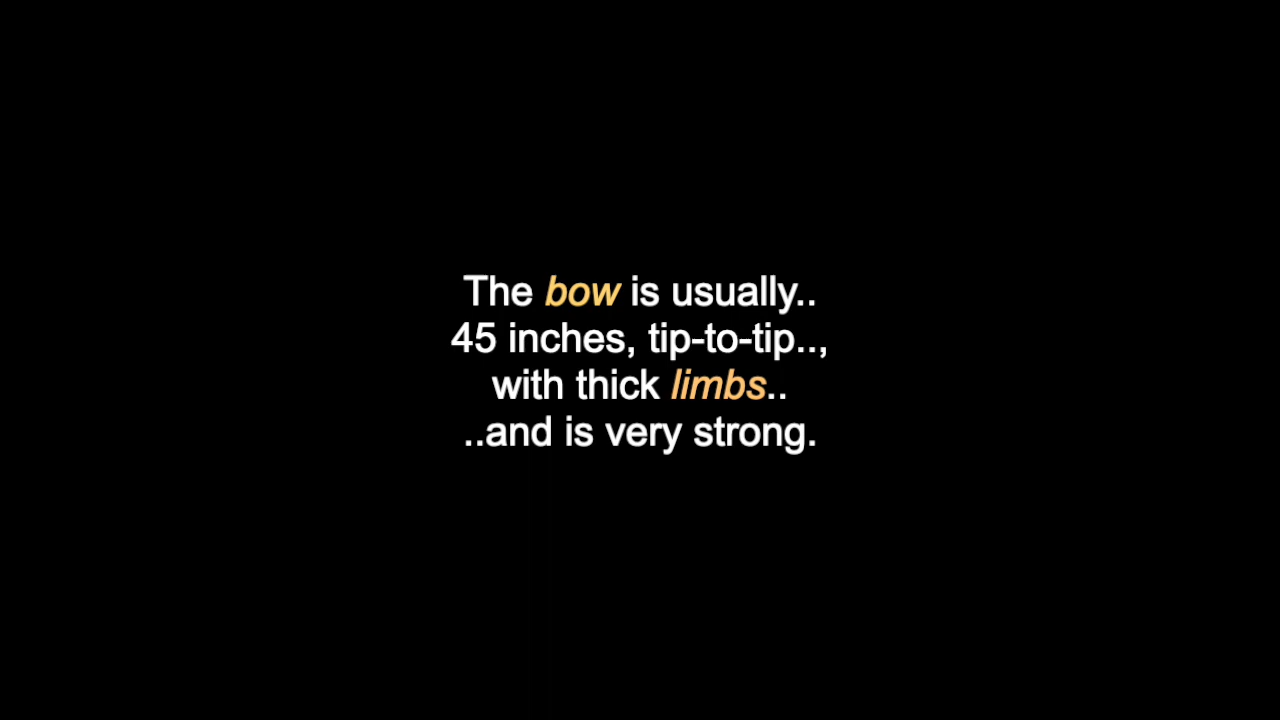 The bow is usually..
45 inches, tip-to-tip..,
with thick limbs..
..and is very strong.